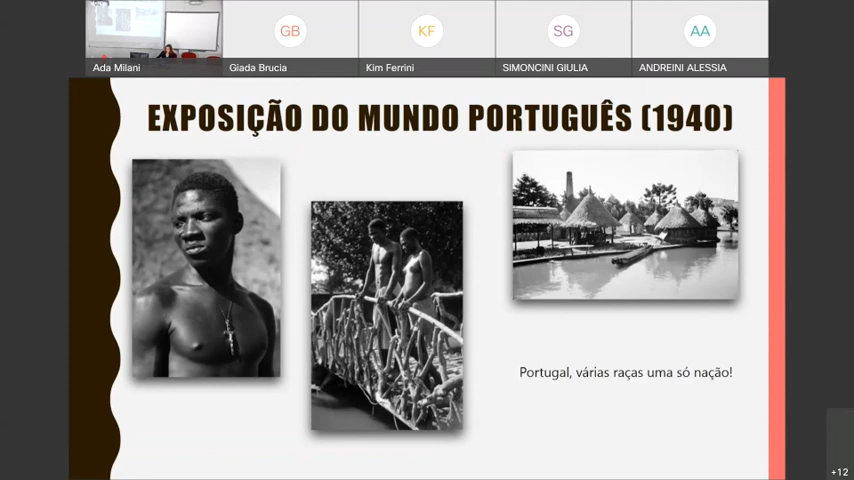 GB
KF
SG
AA
Ada Milani
Giada Brucia
Kim Ferrini
SIMONCINI GIULIA
ANDREINI ALESSIA
EXPOSIÇÃO DO MUNDO PORTUGUÊS (1940)
Portugal, várias raças uma só nação!
+12